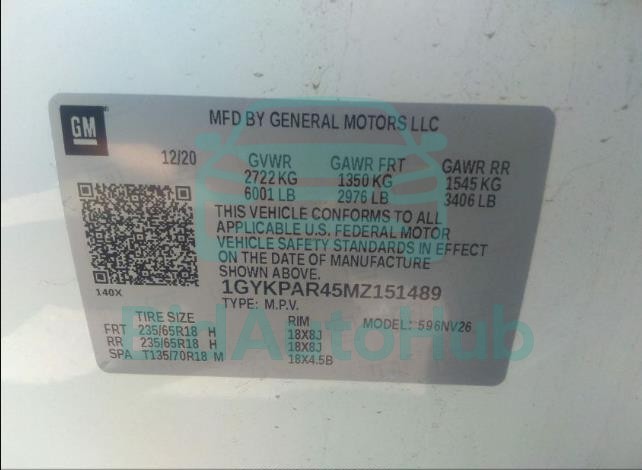 GM
MFD BY GENERAL MOTORS LLC
12/20 GVWR GAWR FRT GAWR RR
2722 KG 1350 KG 1545 KG
6001 LB 2976 LB 3406 LB
THIS VEHICLE CONFORMS TO ALL
APPLICABLE U.S. FEDERAL MOTOR
VEHICLE SAFETY STANDARDS IN EFFECT
ON THE DATE OF MANUFACTURE
SHOWN ABOVE.
1GYKPAR45MZ151489
140X
TYPE: M.P.V.
MODEL: 596NV26
TIRE SIZE RIM
FRT 235/65R18 H 18X8J
RR 235/65R18 H 18X8J
SPA T135/70R18 M 18X4.5B
BidAutoHub